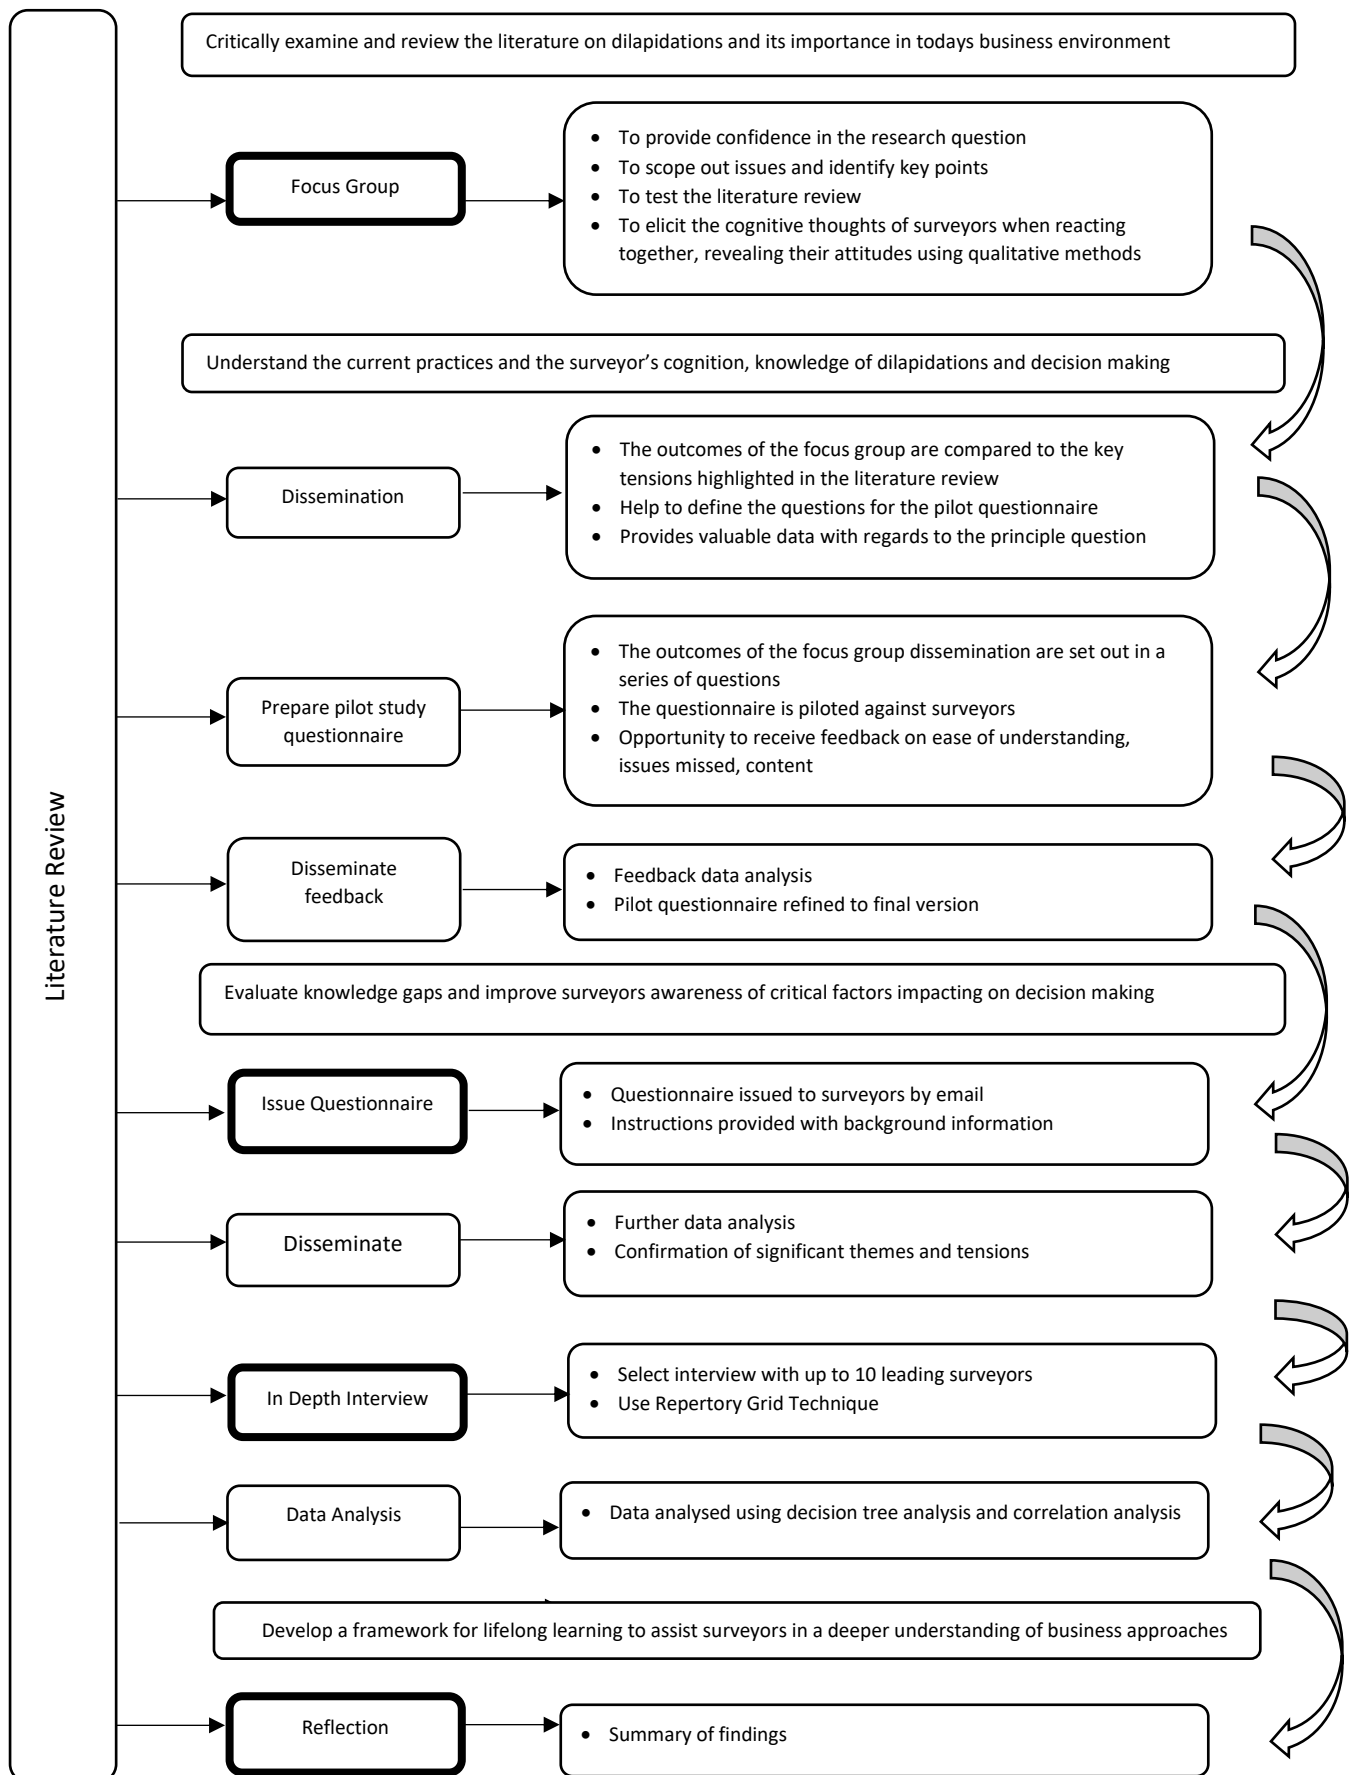 Literature Review
Critically examine and review the literature on dilapidations and its importance in todays business environment
Focus Group
• To provide confidence in the research question
• To scope out issues and identify key points
• To test the literature review
• To elicit the cognitive thoughts of surveyors when reacting
together, revealing their attitudes using qualitative methods
Understand the current practices and the surveyor’s cognition, knowledge of dilapidations and decision making
Dissemination
• The outcomes of the focus group are compared to the key
tensions highlighted in the literature review
• Help to define the questions for the pilot questionnaire
• Provides valuable data with regards to the principle question
Prepare pilot study
questionnaire
• The outcomes of the focus group dissemination are set out in a
series of questions
• The questionnaire is piloted against surveyors
• Opportunity to receive feedback on ease of understanding,
issues missed, content
Disseminate
feedback
• Feedback data analysis
• Pilot questionnaire refined to final version
Evaluate knowledge gaps and improve surveyors awareness of critical factors impacting on decision making
Issue Questionnaire
• Questionnaire issued to surveyors by email
• Instructions provided with background information
Disseminate
• Further data analysis
• Confirmation of significant themes and tensions
In Depth Interview
• Select interview with up to 10 leading surveyors
• Use Repertory Grid Technique
Data Analysis
• Data analysed using decision tree analysis and correlation analysis
Develop a framework for lifelong learning to assist surveyors in a deeper understanding of business approaches
Reflection
• Summary of findings